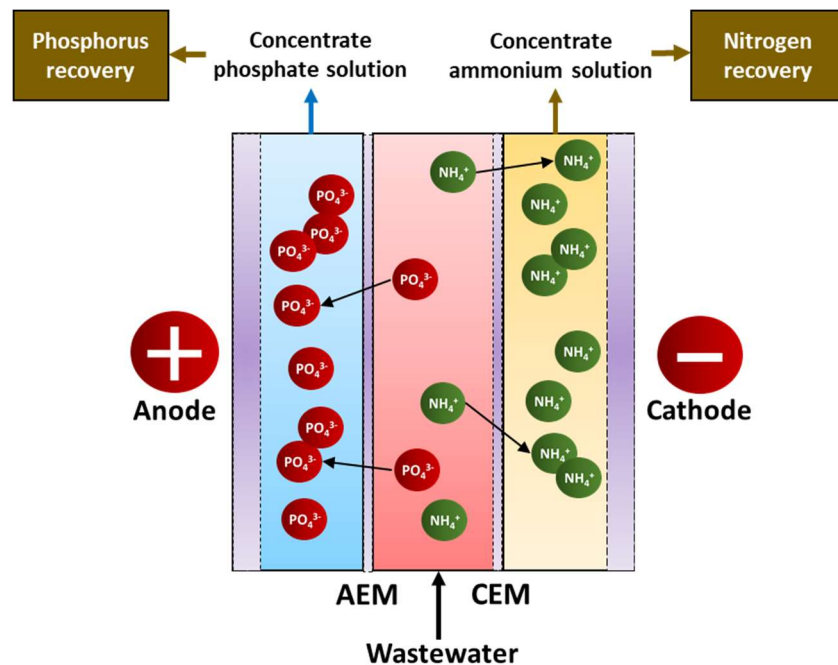 Phosphorus
recovery
Concentrate
phosphate solution
Concentrate
ammonium solution
Nitrogen
recovery
NH₄⁺
NH₄⁺
PO₄³⁻
NH₄⁺
PO₄³⁻
NH₄⁺
PO₄³⁻
NH₄⁺
PO₄³⁻
PO₄³⁻
+
Anode
NH₄⁺
−
Cathode
PO₄³⁻
NH₄⁺
NH₄⁺
PO₄³⁻
NH₄⁺
PO₄³⁻
PO₄³⁻
NH₄⁺
PO₄³⁻
NH₄⁺
AEM
CEM
Wastewater